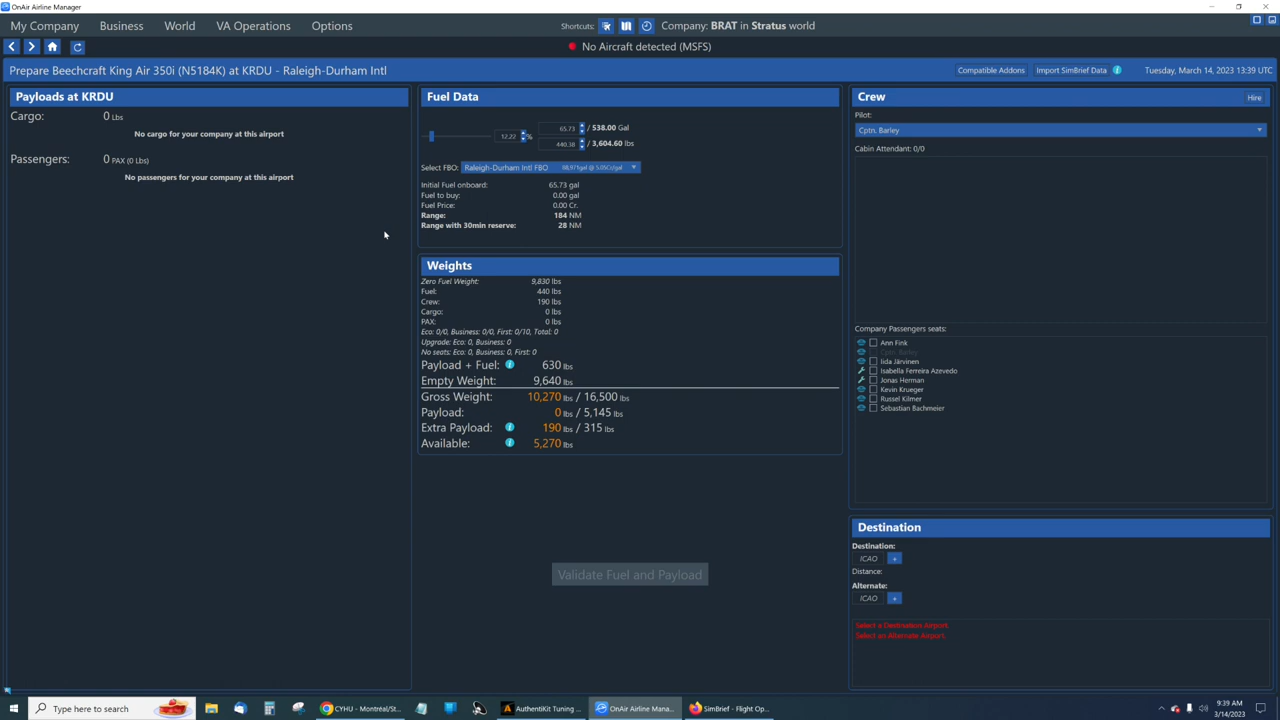 OnAir Airline Manager
My Company Business World VA Operations Options
Shortcuts: Company: BRAT in Stratus world
No Aircraft detected (MSFS)
Prepare Beechcraft King Air 350i (N5184K) at KRDU - Raleigh-Durham Intl
Compatible Addons Import SimBrief Data Tuesday, March 14, 2023 13:39 UTC
Payloads at KRDU
Cargo: 0 Lbs
No cargo for your company at this airport
Passengers: 0 PAX (0 Lbs)
No passengers for your company at this airport
Fuel Data
12.22 % 65.73 / 538.00 Gal
440.38 / 3,604.60 lbs
Select FBO: Raleigh-Durham Intl FBO
Initial Fuel onboard: 65.73 gal
Fuel to buy: 0.00 gal
Fuel Price: 0.00 Cr.
Range: 184 NM
Range with 30min reserve: 28 NM
Weights
Zero Fuel Weight: 9,830 lbs
Fuel: 440 lbs
Crew: 190 lbs
Cargo: 0 lbs
PAX: 0 lbs
Eco: 0/0, Business: 0/0, First: 0/10, Total: 0
Upgrade: Eco: 0, Business: 0
No seats: Eco: 0, Business: 0, First: 0
Payload + Fuel: 630 lbs
Empty Weight: 9,640 lbs
Gross Weight: 10,270 lbs / 16,500 lbs
Payload: 0 lbs / 5,145 lbs
Extra Payload: 190 lbs / 315 lbs
Available: 5,270 lbs
Validate Fuel and Payload
Crew Hire
Pilot:
Cptn. Barley
Cabin Attendant: 0/0
Company Passengers seats:
Ann Fink
Cptn. Barley
Iida Järvinen
Isabella Ferreira Azevedo
Jonas Herman
Kevin Krueger
Russel Kilmer
Sebastian Bachmeier
Destination
Destination:
ICAO +
Distance:
Alternate:
ICAO +
Select a Destination Airport.
Select an Alternate Airport.
Type here to search
CYHU - Montréal/St...
AuthentiKit Tuning ...
OnAir Airline Mana...
SimBrief - Flight Op...
9:39 AM
3/14/2023